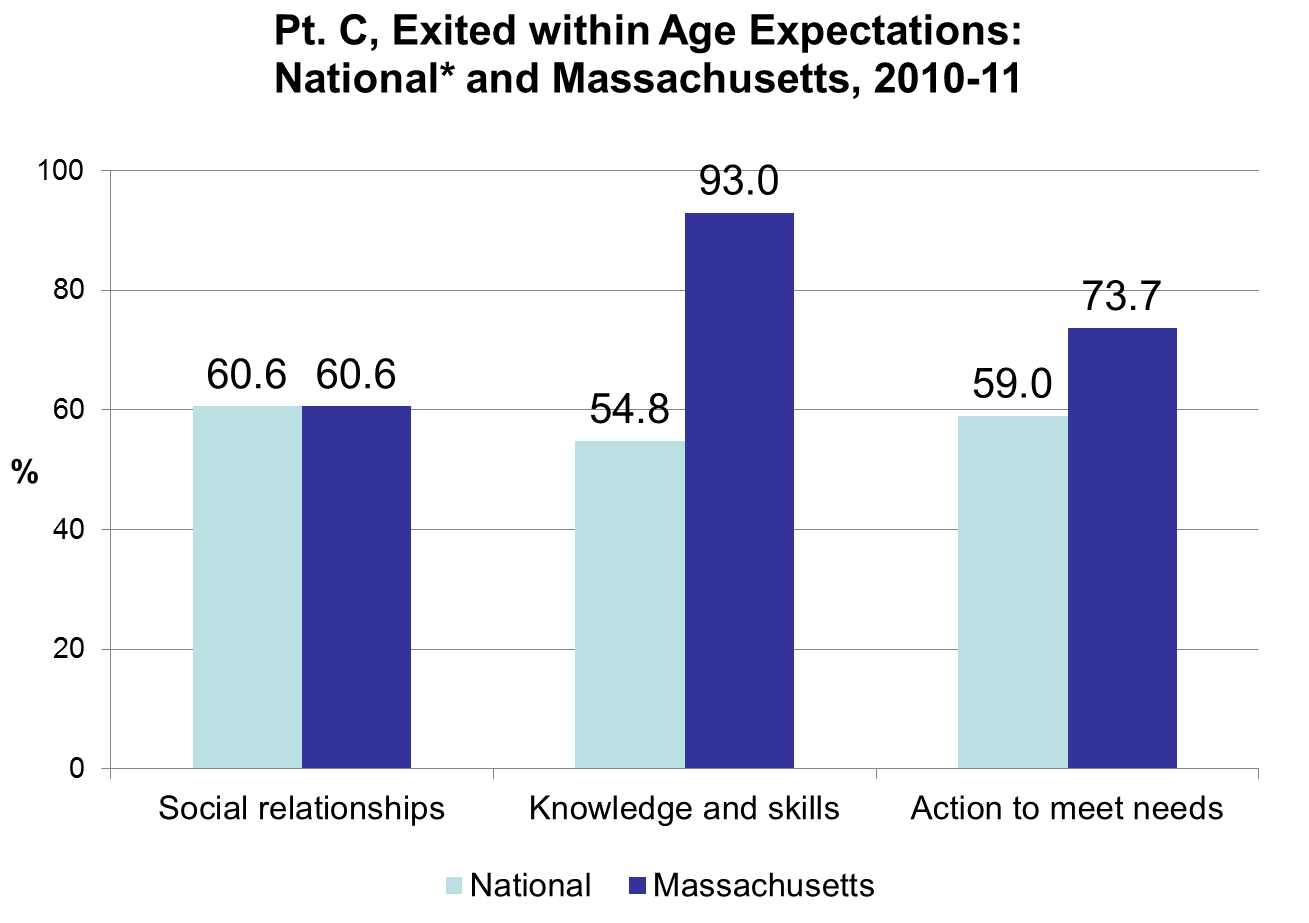 Pt. C, Exited within Age Expectations:
National* and Massachusetts, 2010-11
100
80
60
40
20
0
%
60.6 60.6
54.8
93.0
59.0
73.7
Social relationships
Knowledge and skills
Action to meet needs
National
Massachusetts